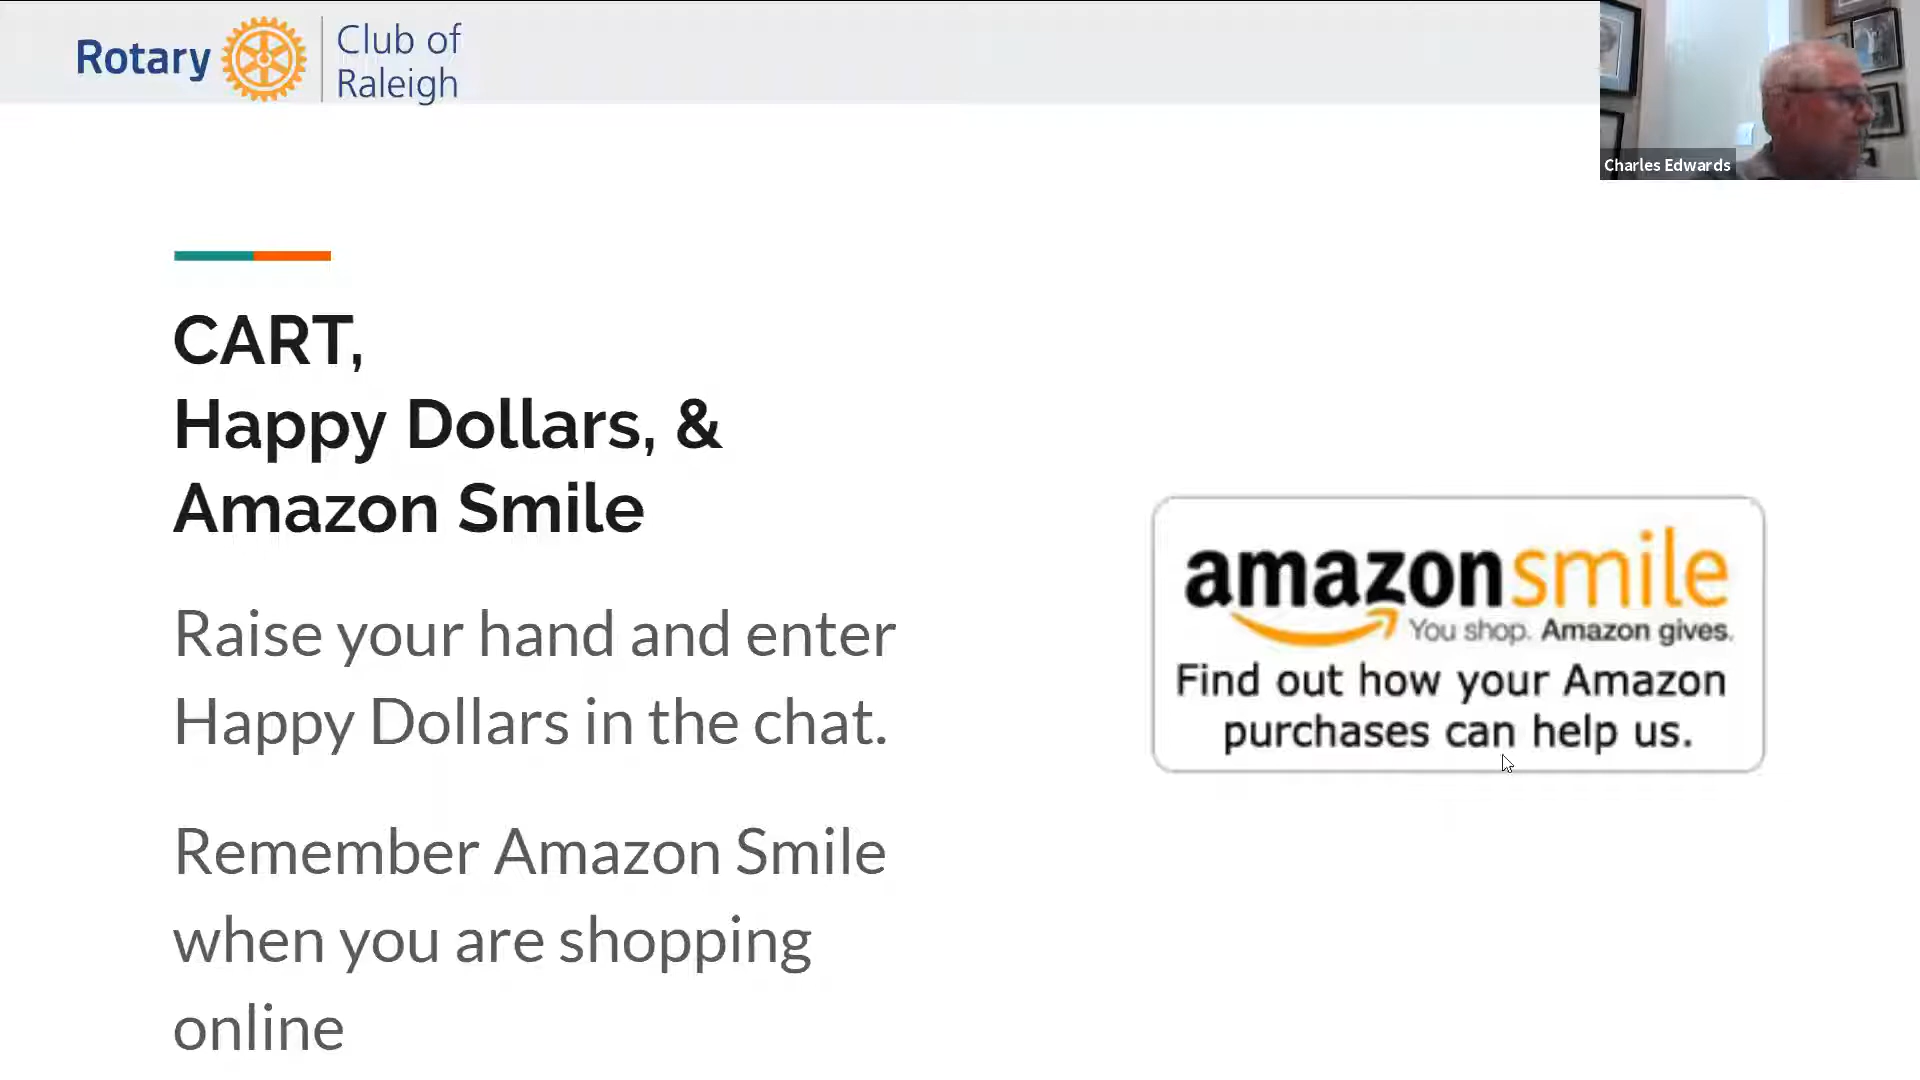 Rotary
Club of
Raleigh
Charles Edwards
CART,
Happy Dollars, &
Amazon Smile
Raise your hand and enter
Happy Dollars in the chat.
Remember Amazon Smile
when you are shopping
online
amazonsmile
You shop. Amazon gives.
Find out how your Amazon
purchases can help us.